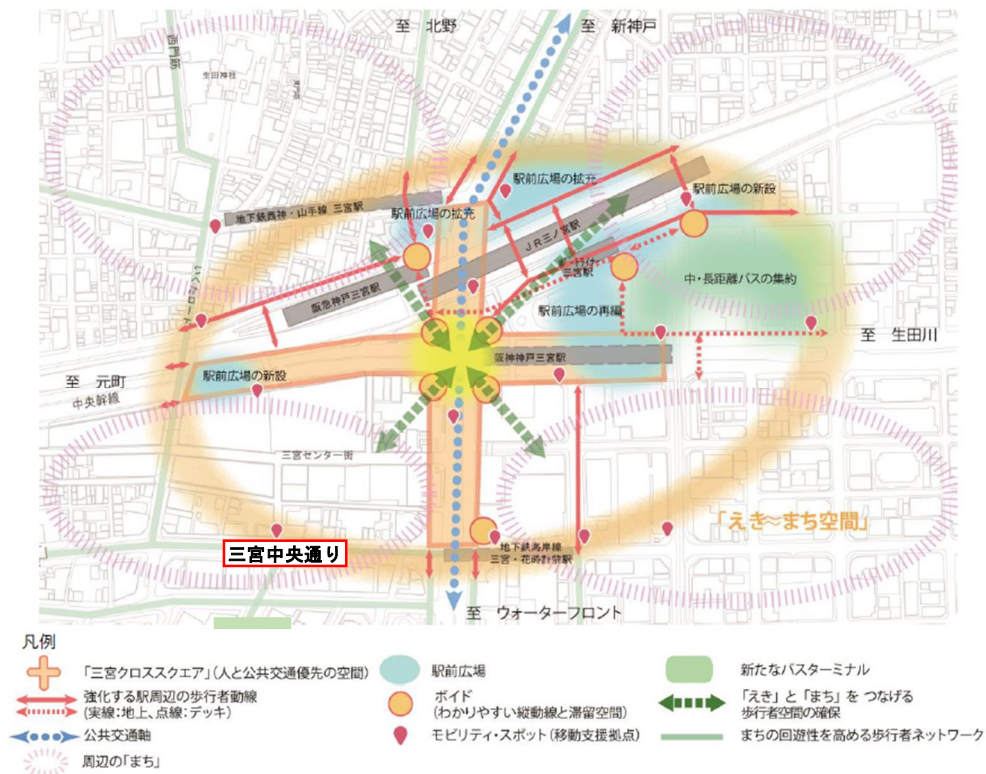 至 北野
至 新神戸
西門筋
生田神社
駅前広場の拡充
地下鉄西神・山手線 三宮駅
駅前広場の拡充
駅前広場の新設
JR三ノ宮駅
三宮駅
中・長距離バスの集約
いくたロード
阪急神戸三宮駅
駅前広場の再編
至 生田川
阪神神戸三宮駅
至 元町
中央幹線
駅前広場の新設
三宮センター街
「えき≈まち空間」
三宮中央通り
地下鉄海岸線
三宮・花時計前駅
至 ウォーターフロント
凡例
「三宮クロススクエア」(人と公共交通優先の空間)
強化する駅周辺の歩行者動線
(実線:地上、点線:デッキ)
公共交通軸
周辺の「まち」
駅前広場
ボイド
(わかりやすい縦動線と滞留空間)
モビリティ・スポット(移動支援拠点)
新たなバスターミナル
「えき」と「まち」を つなげる
歩行者空間の確保
まちの回遊性を高める歩行者ネットワーク